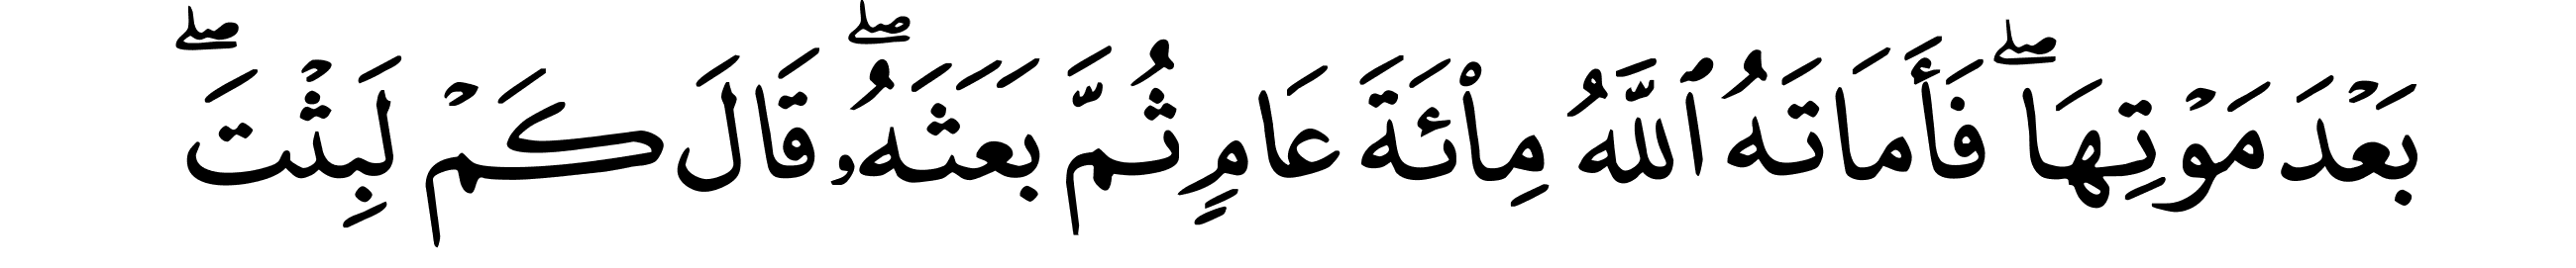 بَعْدَ مَوْتِهَاۖ فَأَمَاتَهُ ٱللَّهُ مِاْئَةَ عَامٍ ثُمَّ بَعَثَهُۥۖ قَالَ كَمْ لَبِثْتَۖ